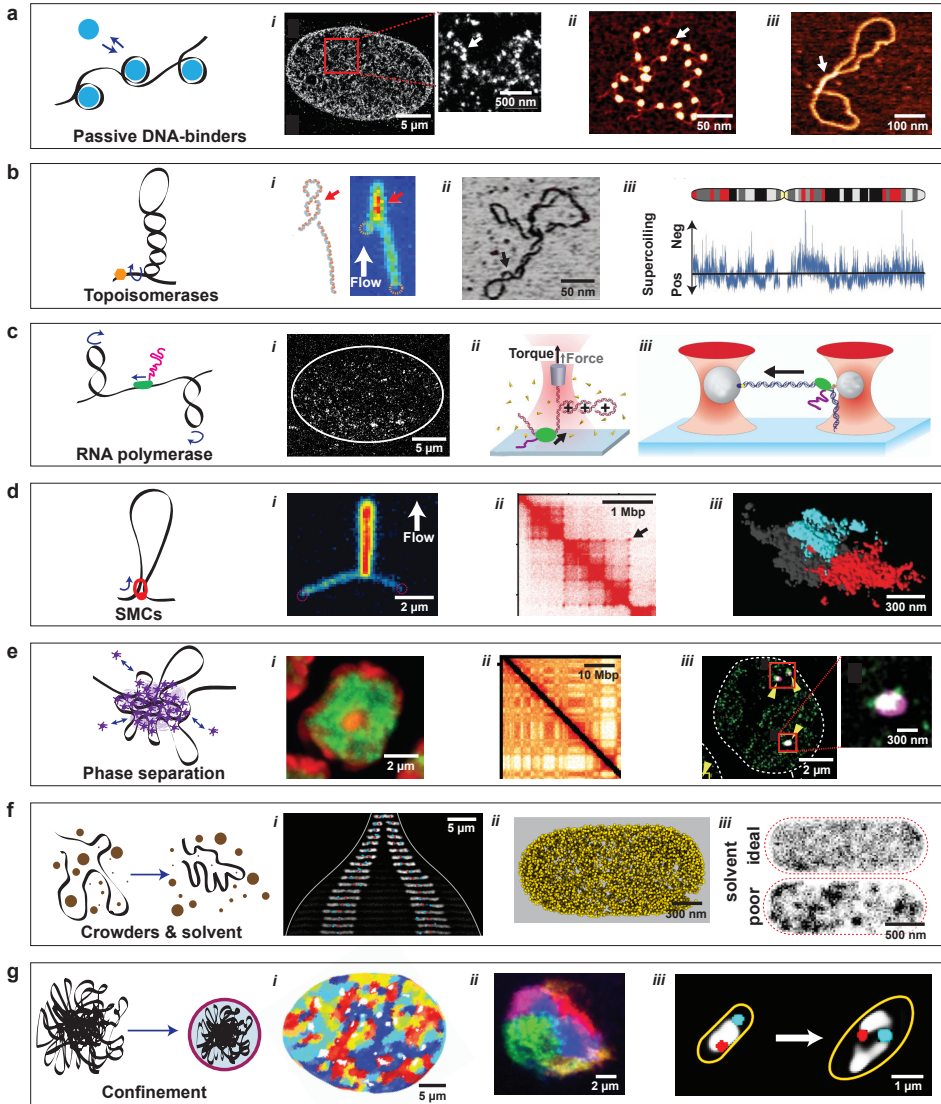 a
i
ii
iii
Passive DNA-binders
5 µm
500 nm
50 nm
100 nm
b
i
ii
iii
Topoisomerases
Flow
50 nm
Supercoiling
Pos
Neg
c
i
ii
iii
RNA polymerase
5 µm
Torque
Force
+ + +
d
i
ii
iii
SMCs
Flow
2 µm
1 Mbp
300 nm
e
i
ii
iii
Phase separation
2 µm
10 Mbp
2 µm
300 nm
f
i
ii
iii
Crowders & solvent
5 µm
300 nm
solvent
poor
ideal
500 nm
g
i
ii
iii
Confinement
5 µm
2 µm
1 µm